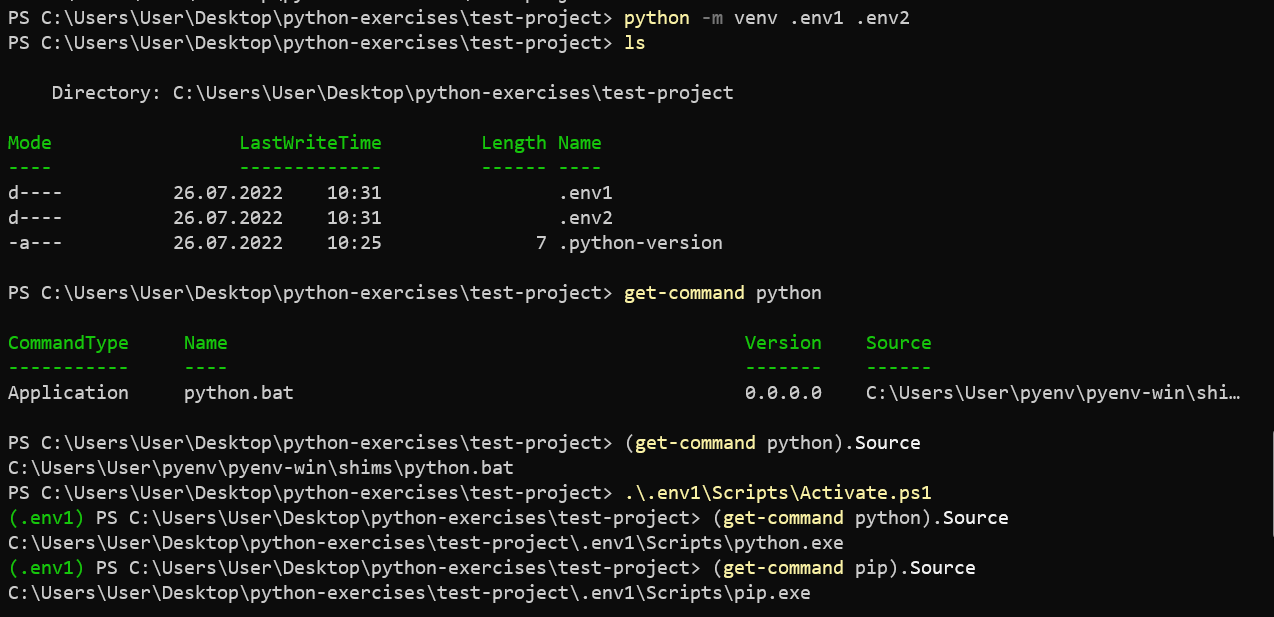 PS C:\Users\User\Desktop\python-exercises\test-project> python -m venv .env1 .env2
PS C:\Users\User\Desktop\python-exercises\test-project> ls
Directory: C:\Users\User\Desktop\python-exercises\test-project
Mode LastWriteTime Length Name
---- ------------- ------ ----
d---- 26.07.2022 10:31 .env1
d---- 26.07.2022 10:31 .env2
-a--- 26.07.2022 10:25 7 .python-version
PS C:\Users\User\Desktop\python-exercises\test-project> get-command python
CommandType Name Version Source
----------- ---- ------- ------
Application python.bat 0.0.0.0 C:\Users\User\pyenv\pyenv-win\shi…
PS C:\Users\User\Desktop\python-exercises\test-project> (get-command python).Source
C:\Users\User\pyenv\pyenv-win\shims\python.bat
PS C:\Users\User\Desktop\python-exercises\test-project> .\.env1\Scripts\Activate.ps1
(.env1) PS C:\Users\User\Desktop\python-exercises\test-project> (get-command python).Source
C:\Users\User\Desktop\python-exercises\test-project\.env1\Scripts\python.exe
(.env1) PS C:\Users\User\Desktop\python-exercises\test-project> (get-command pip).Source
C:\Users\User\Desktop\python-exercises\test-project\.env1\Scripts\pip.exe